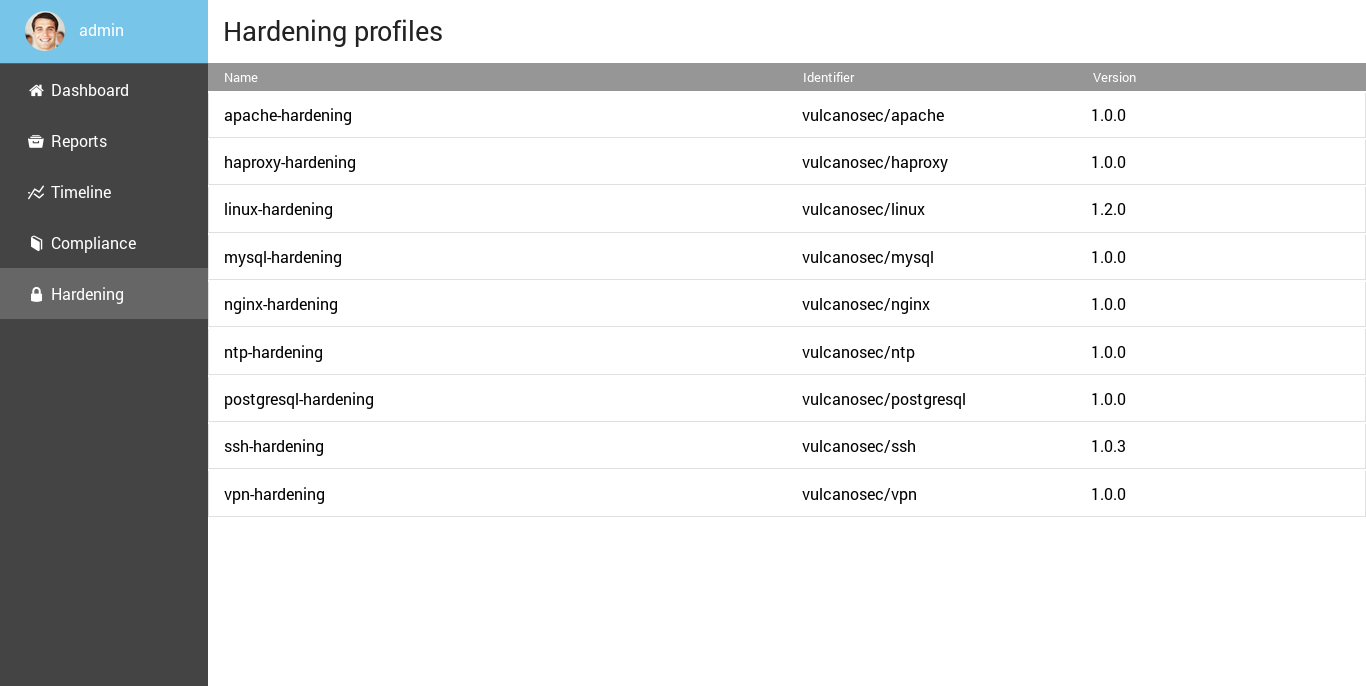 admin
Hardening profiles
Name Identifier Version
Dashboard
Reports
Timeline
Compliance
Hardening
apache-hardening vulcanosec/apache 1.0.0
haproxy-hardening vulcanosec/haproxy 1.0.0
linux-hardening vulcanosec/linux 1.2.0
mysql-hardening vulcanosec/mysql 1.0.0
nginx-hardening vulcanosec/nginx 1.0.0
ntp-hardening vulcanosec/ntp 1.0.0
postgresql-hardening vulcanosec/postgresql 1.0.0
ssh-hardening vulcanosec/ssh 1.0.3
vpn-hardening vulcanosec/vpn 1.0.0